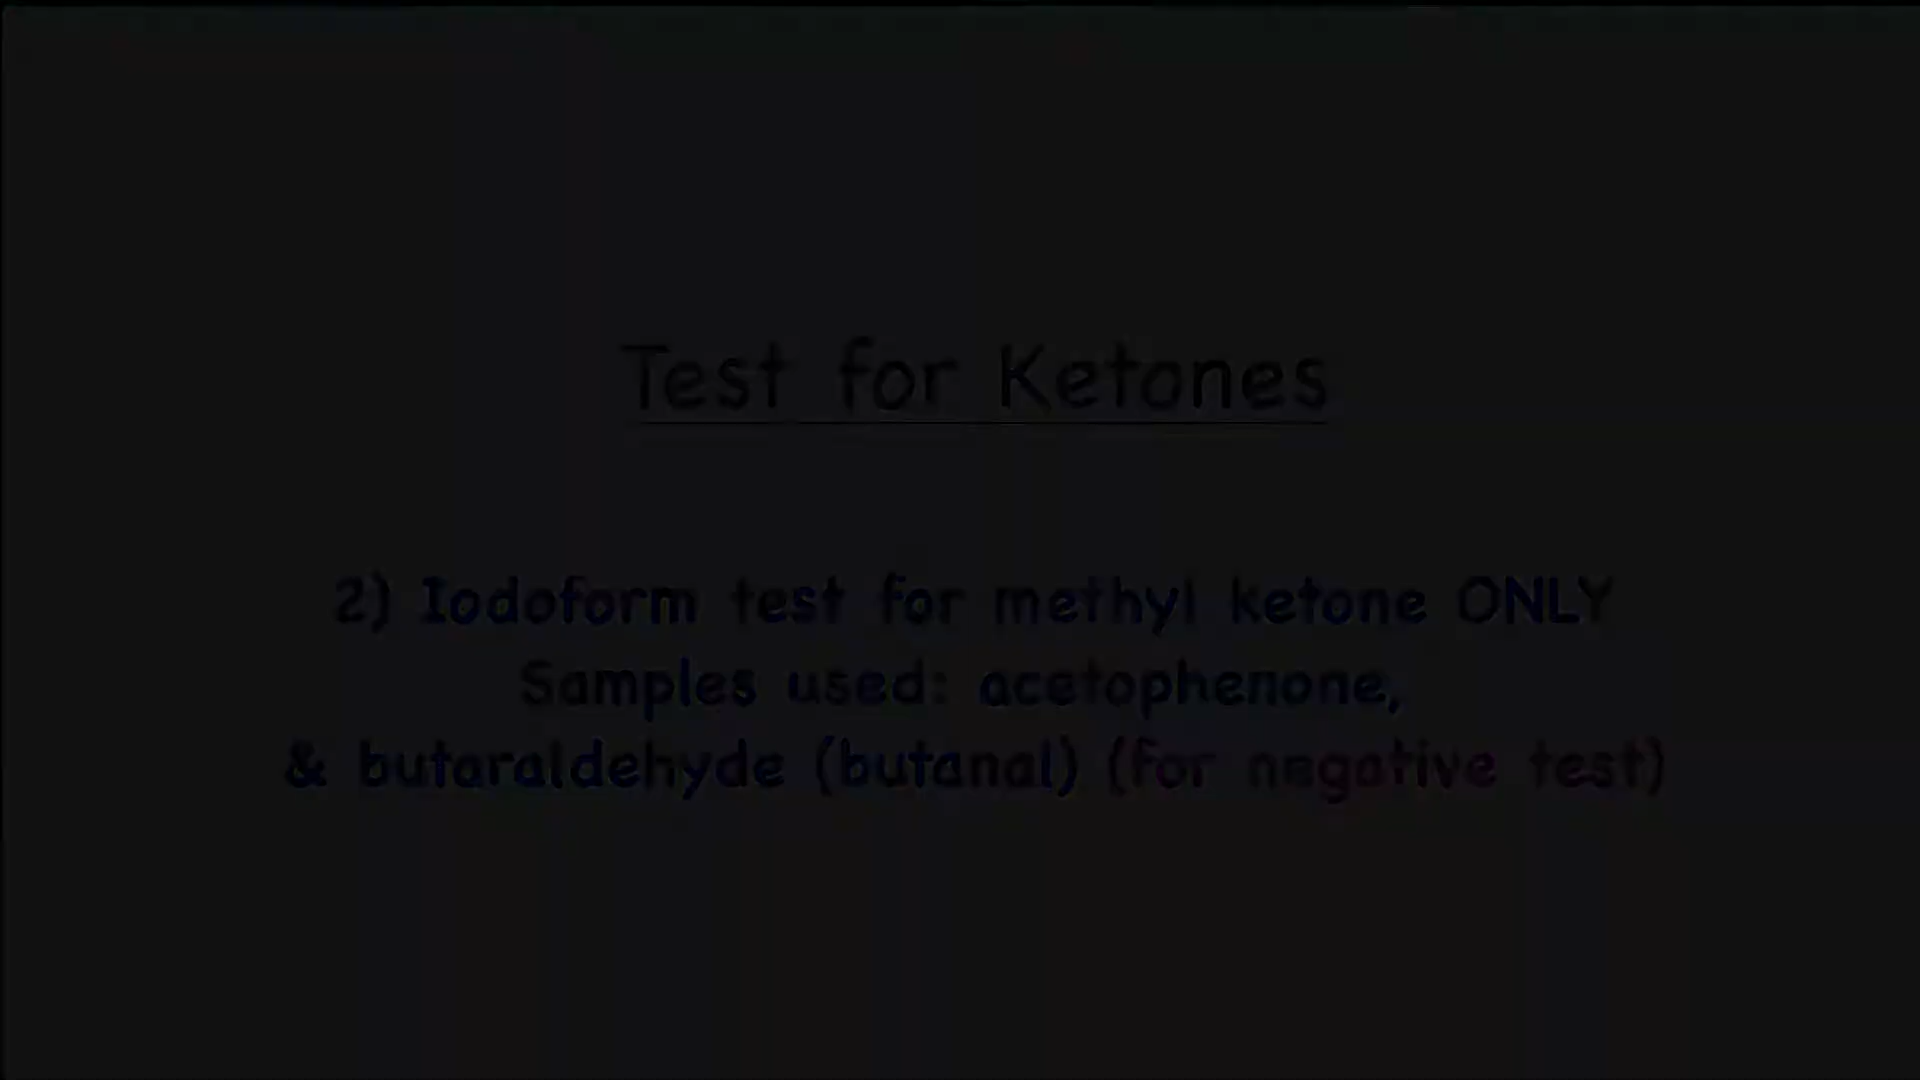 Test for Ketones
2) Iodoform test for methyl ketone ONLY
Samples used: acetophenone,
& butaraldehyde (butanal) (for negative test)